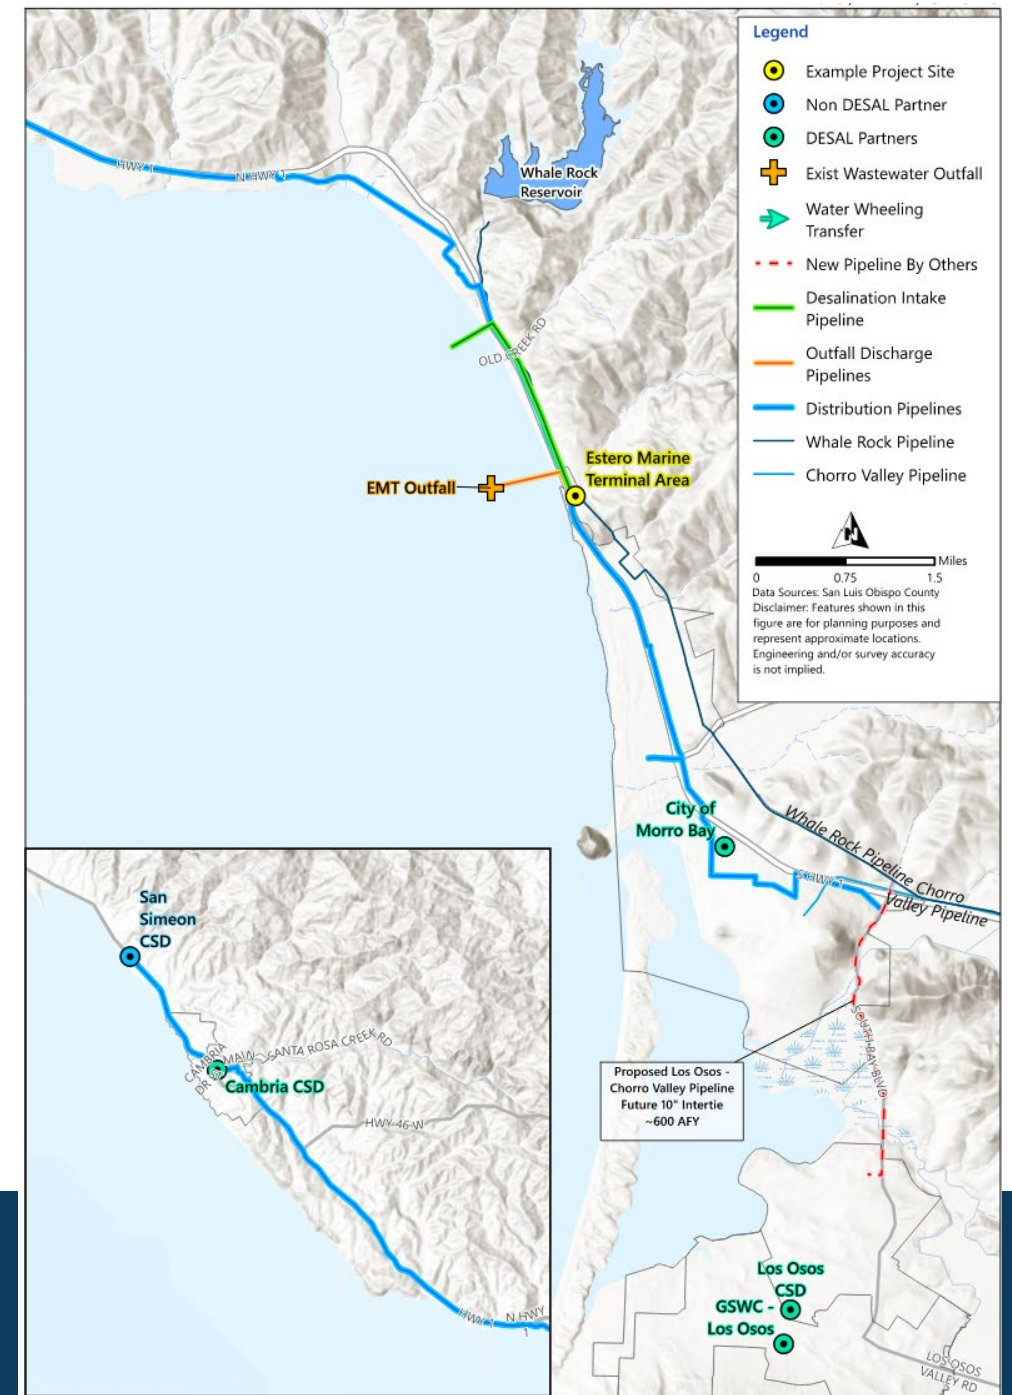 Legend
Example Project Site
Non DESAL Partner
DESAL Partners
Exist Wastewater Outfall
Water Wheeling
Transfer
New Pipeline By Others
Desalination Intake
Pipeline
Outfall Discharge
Pipelines
Distribution Pipelines
Whale Rock Pipeline
Chorro Valley Pipeline
N
Miles
0 0.75 1.5
Data Sources: San Luis Obispo County
Disclaimer: Features shown in this
figure are for planning purposes and
represent approximate locations.
Engineering and/or survey accuracy
is not implied.
HWY 1
N HWY 1
Whale Rock
Reservoir
OLD CREEK RD
Estero Marine
Terminal Area
EMT Outfall
City of
Morro Bay
Whale Rock Pipeline Chorro
Valley Pipeline
S HWY 1
SOUTH BAY BLVD
Proposed Los Osos -
Chorro Valley Pipeline
Future 10" Intertie
~600 AFY
Los Osos
CSD
GSWC -
Los Osos
LOS OSOS
VALLEY RD
San
Simeon
CSD
CAMBRIA
DR
MAIN
SANTA ROSA CREEK RD
Cambria CSD
HWY 46 W
HWY 1
N HWY
1